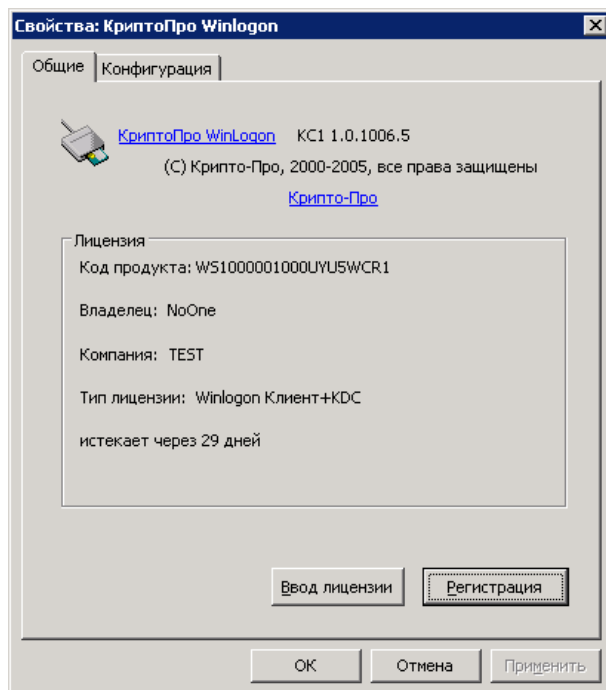 Свойства: КриптоПро Winlogon
Общие Конфигурация
КриптоПро WinLogon КС1 1.0.1006.5
(C) Крипто-Про, 2000-2005, все права защищены
Крипто-Про
Лицензия
Код продукта: WS1000001000UYU5WCR1
Владелец: NoOne
Компания: TEST
Тип лицензии: Winlogon Клиент+KDC
истекает через 29 дней
Ввод лицензии Регистрация
ОК Отмена Применить